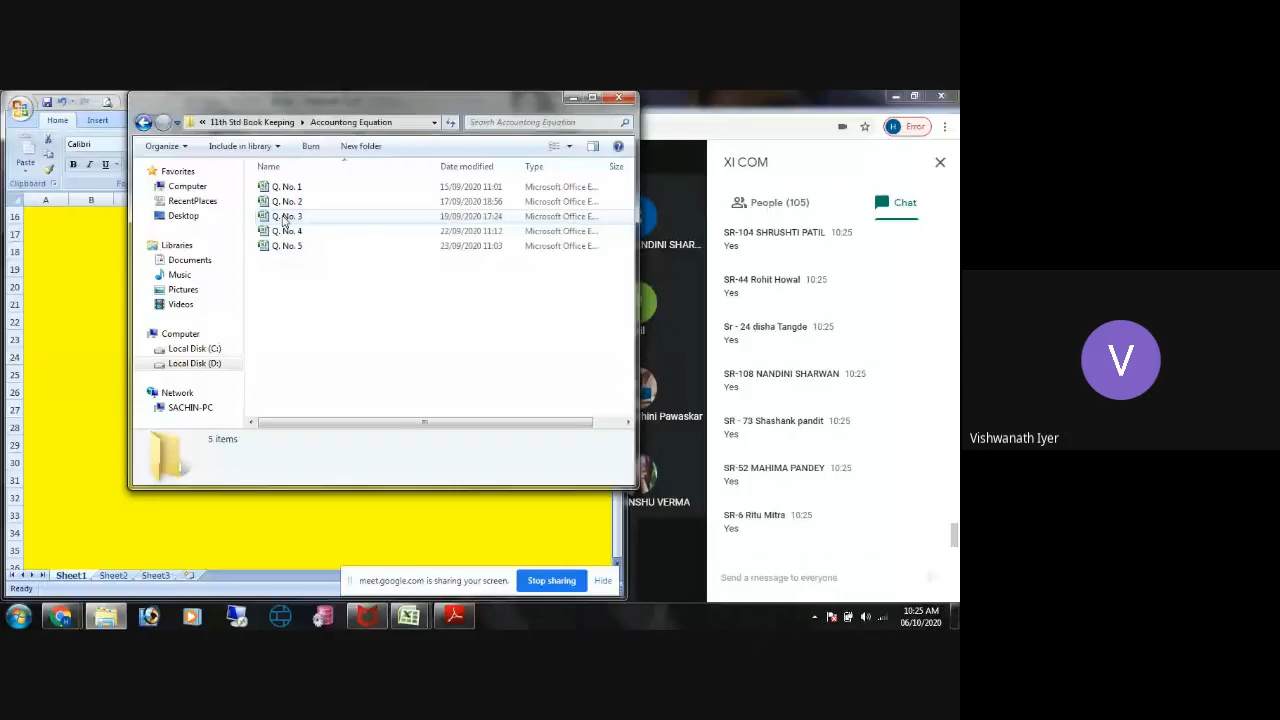 11th Std Book Keeping
Accountong Equation
Search Accountong Equation
Organize
Include in library
Burn
New folder
Home
Insert
Calibri
Paste
B I U
Clipboard
A
B
Favorites
Computer
RecentPlaces
Desktop
Libraries
Documents
Music
Pictures
Videos
Computer
Local Disk (C:)
Local Disk (D:)
Network
SACHIN-PC
Name
Date modified
Type
Size
Q. No. 1 15/09/2020 11:01 Microsoft Office E...
Q. No. 2 17/09/2020 18:56 Microsoft Office E...
Q. No. 3 19/09/2020 17:24 Microsoft Office E...
Q. No. 4 22/09/2020 11:12 Microsoft Office E...
Q. No. 5 23/09/2020 11:03 Microsoft Office E...
5 items
16
17
18
19
20
21
22
23
24
25
26
27
28
29
30
31
32
33
34
35
36
Sheet1
Sheet2
Sheet3
Ready
meet.google.com is sharing your screen.
Stop sharing
Hide
NDINI SHAR...
hini Pawaskar
NSHU VERMA
H
Error
XI COM
People (105)
Chat
SR-104 SHRUSHTI PATIL 10:25
Yes
SR-44 Rohit Howal 10:25
Yes
Sr - 24 disha Tangde 10:25
Yes
SR-108 NANDINI SHARWAN 10:25
Yes
SR - 73 Shashank pandit 10:25
Yes
SR-52 MAHIMA PANDEY 10:25
Yes
SR-6 Ritu Mitra 10:25
Yes
Send a message to everyone
10:25 AM
06/10/2020
V
Vishwanath Iyer